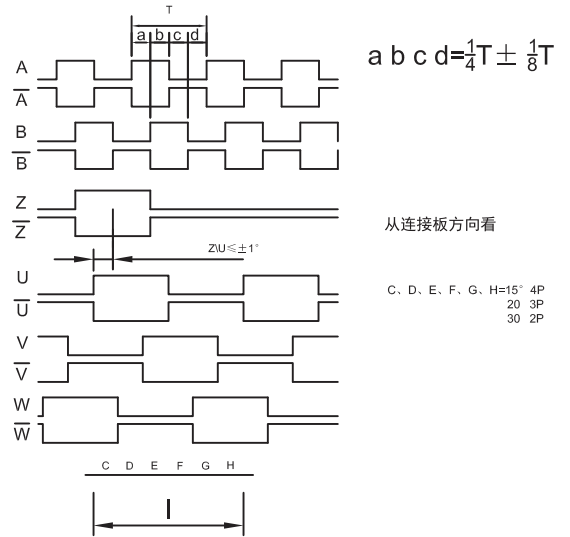 T
a b c d
a b c d=1/4T± 1/8T
A
A̅
B
B̅
Z
Z̅
从连接板方向看
Z\U≤±1°
U
U̅
C、D、E、F、G、H=15° 4P
20 3P
30 2P
V
V̅
W
W̅
C D E F G H
I